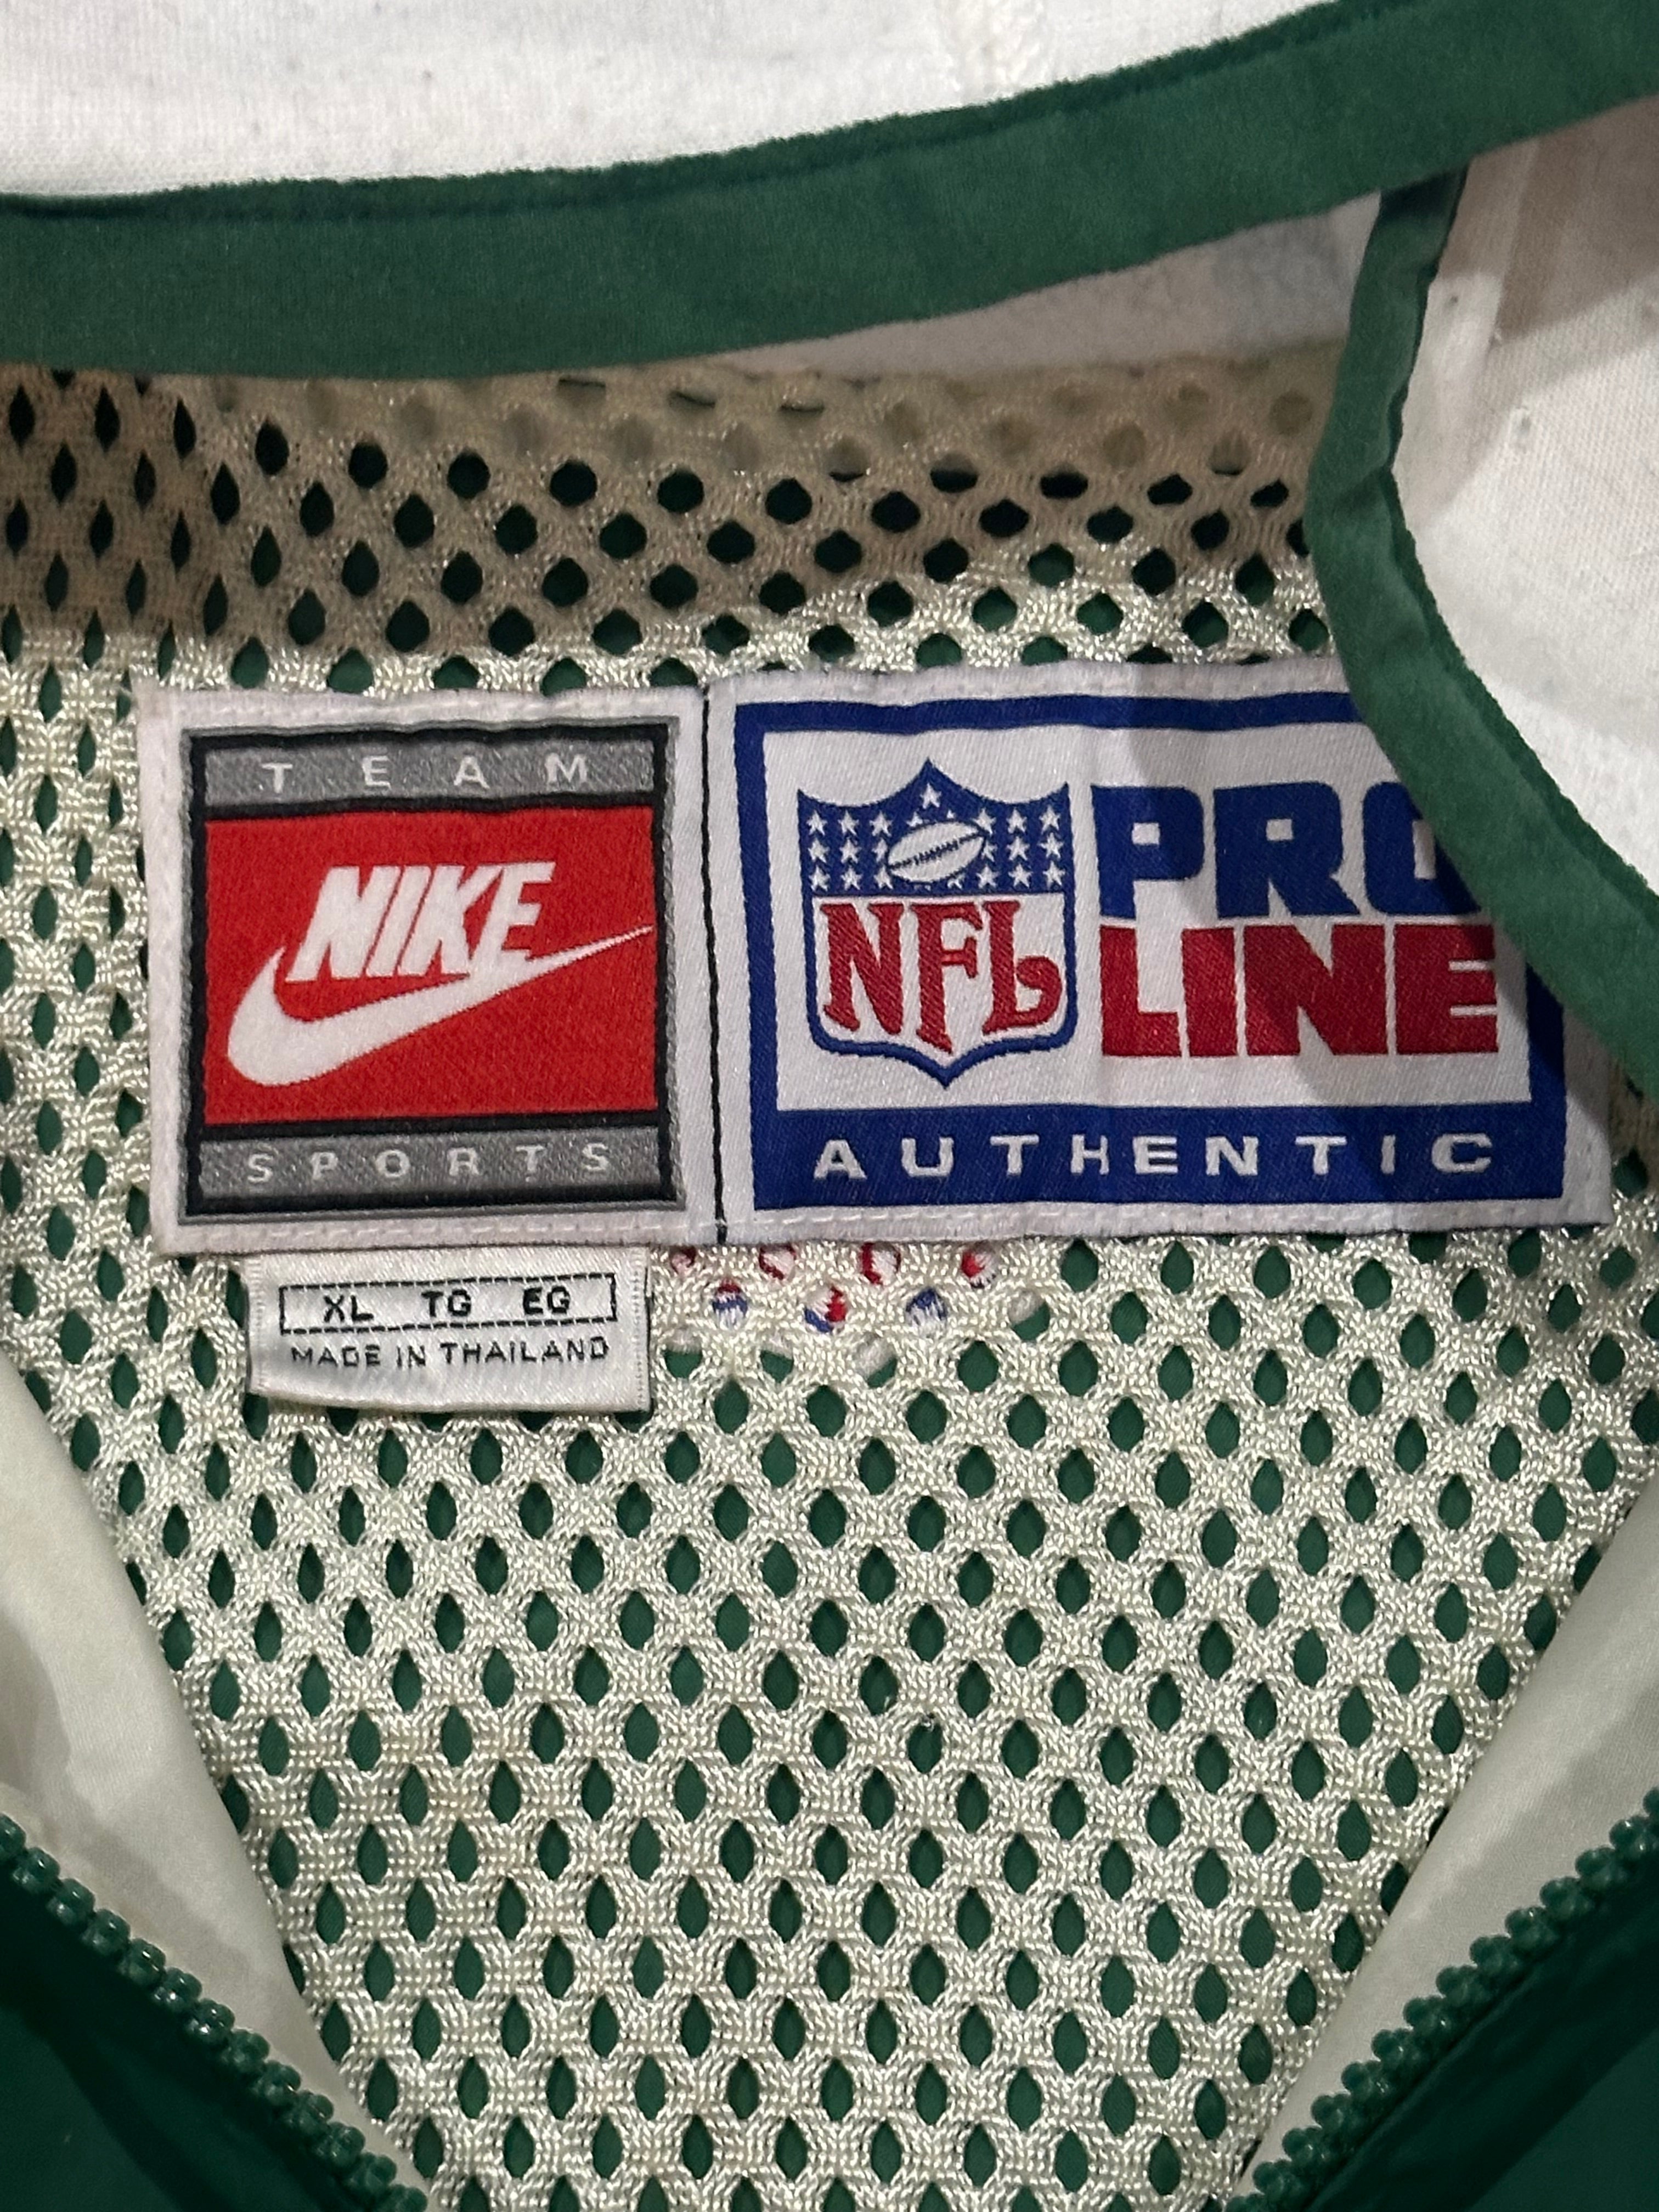 TEAM
NIKE
SPORTS
NFL
PRO
LINE
AUTHENTIC
XL TG EG
MADE IN THAILAND